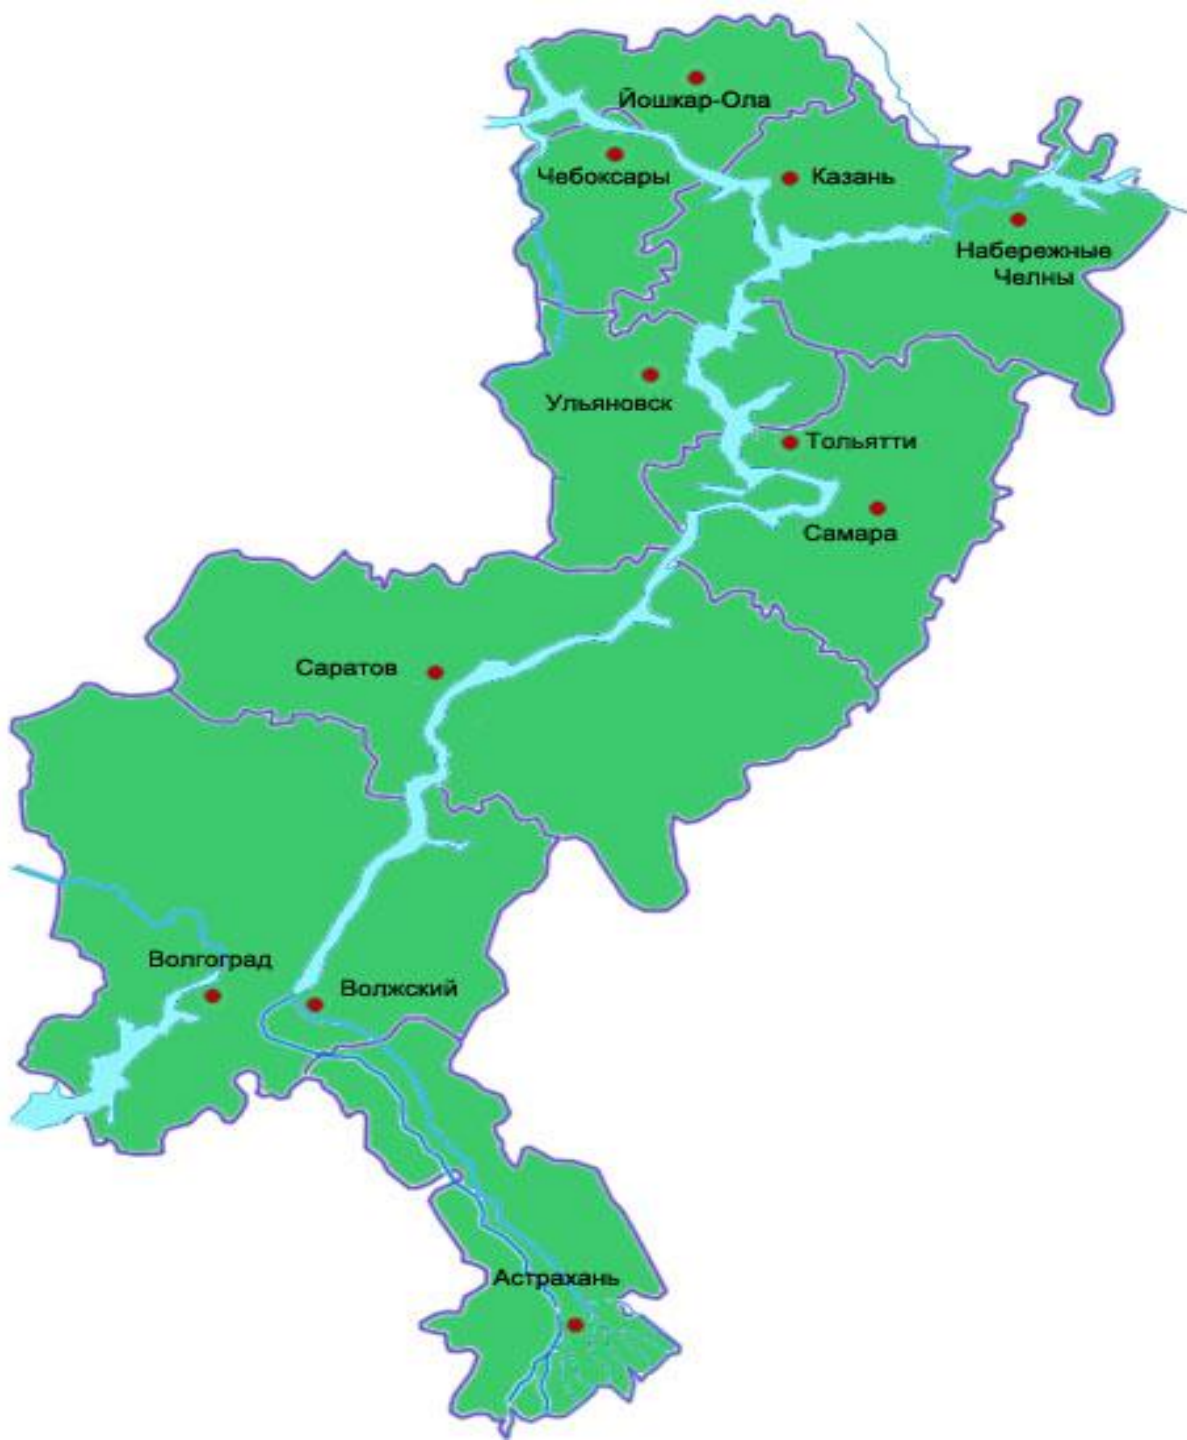 Йошкар-Ола
Чебоксары
Казань
Набережные
Челны
Ульяновск
Тольятти
Самара
Саратов
Волгоград
Волжский
Астрахань